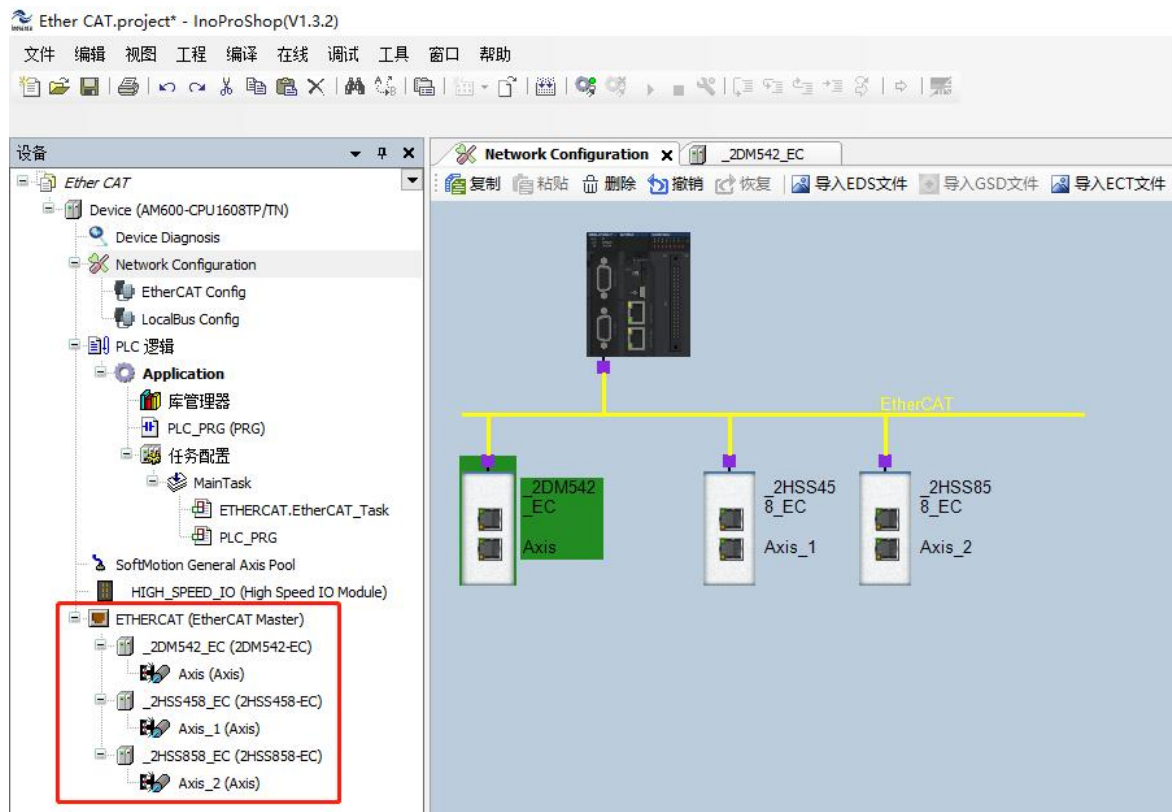 Ether CAT.project* - InoProShop(V1.3.2)
文件 编辑 视图 工程 编译 在线 调试 工具 窗口 帮助
设备
Ether CAT
Device (AM600-CPU1608TP/TN)
Device Diagnosis
Network Configuration
EtherCAT Config
LocalBus Config
PLC 逻辑
Application
库管理器
PLC_PRG (PRG)
任务配置
MainTask
ETHERCAT.EtherCAT_Task
PLC_PRG
SoftMotion General Axis Pool
HIGH_SPEED_IO (High Speed IO Module)
ETHERCAT (EtherCAT Master)
_2DM542_EC (2DM542-EC)
Axis (Axis)
_2HSS458_EC (2HSS458-EC)
Axis_1 (Axis)
_2HSS858_EC (2HSS858-EC)
Axis_2 (Axis)
Network Configuration _2DM542_EC
复制 粘贴 删除 撤销 恢复 导入EDS文件 导入GSD文件 导入ECT文件
EtherCAT
_2DM542
_EC
Axis
_2HSS45
8_EC
Axis_1
_2HSS85
8_EC
Axis_2